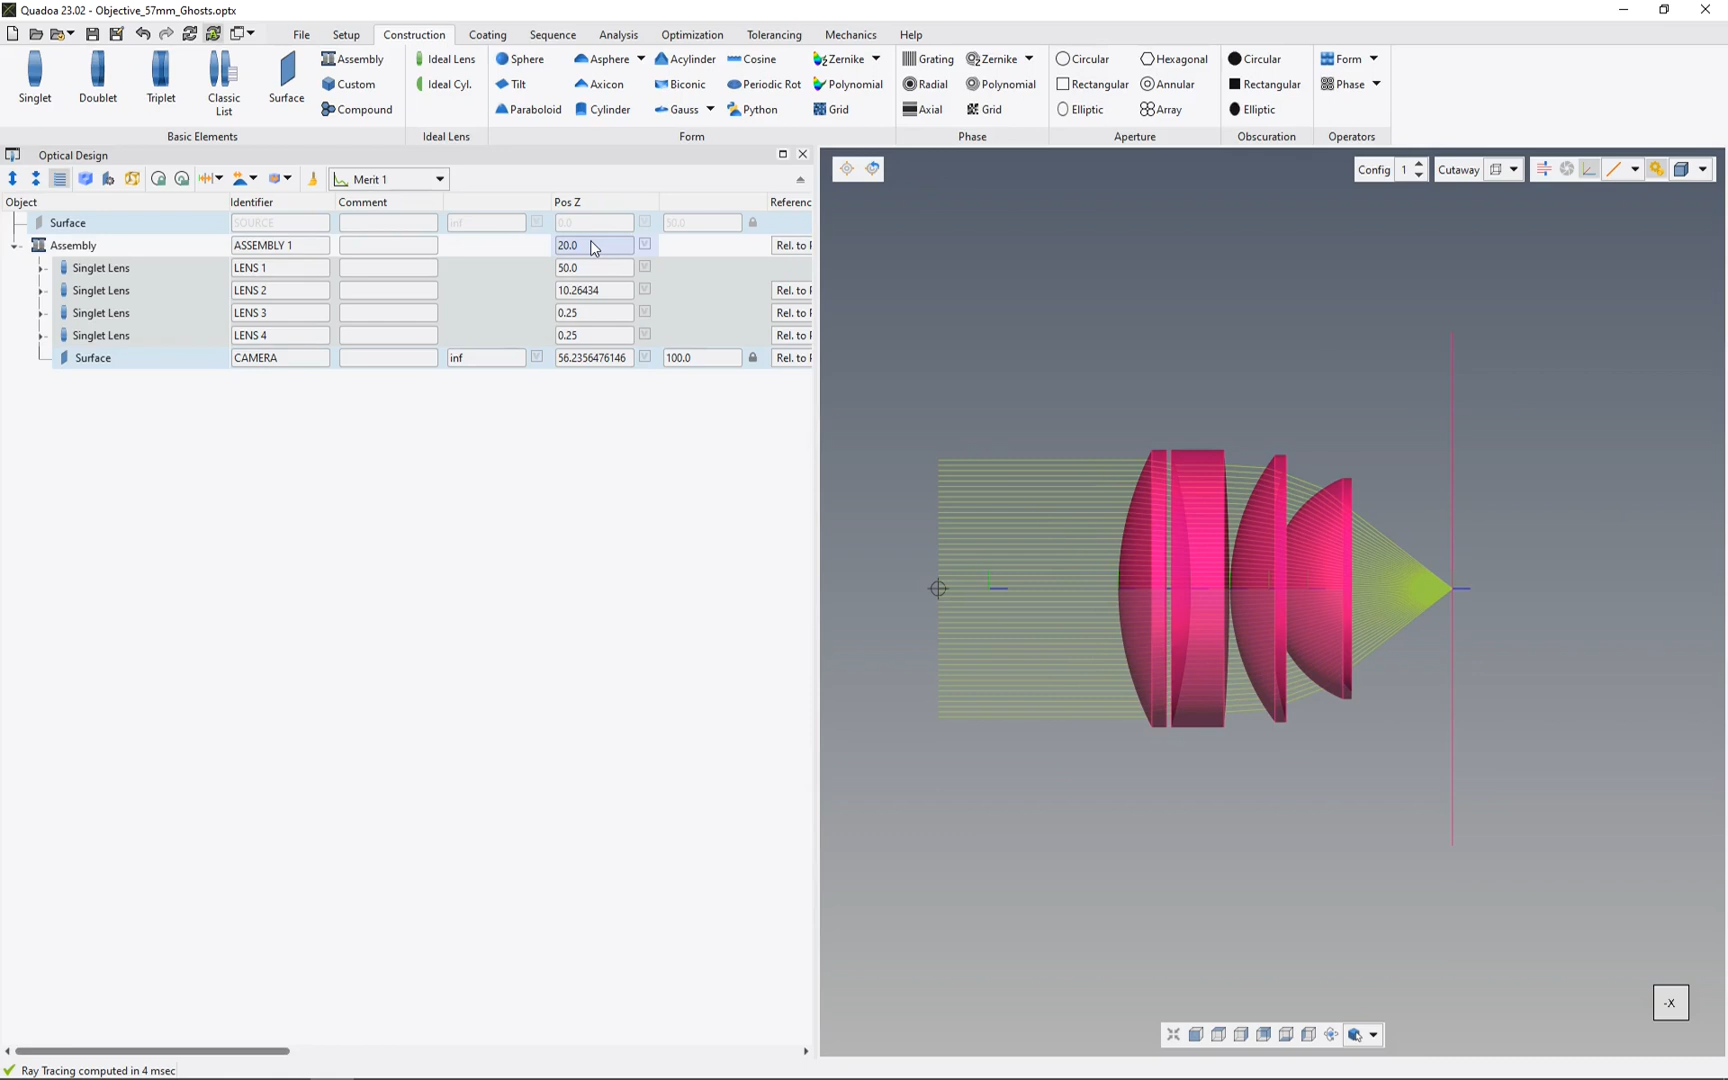 Quadoa 23.02 - Objective_57mm_Ghosts.optx
File Setup Construction Coating Sequence Analysis Optimization Tolerancing Mechanics Help
Singlet Doublet Triplet Classic List Surface
Assembly
Custom
Compound
Ideal Lens
Ideal Cyl.
Sphere Asphere Acylinder Cosine Zernike
Tilt Axicon Biconic Periodic Rot Polynomial
Paraboloid Cylinder Gauss Python Grid
Grating Zernike
Radial Polynomial
Axial Grid
Circular Hexagonal
Rectangular Annular
Elliptic Array
Circular
Rectangular
Elliptic
Form
Phase
Basic Elements Ideal Lens Form Phase Aperture Obscuration Operators
Optical Design
Merit 1
Object Identifier Comment Pos Z Referenc
Surface SOURCE inf 0.0 50.0
Assembly ASSEMBLY 1 20.0 Rel. to
Singlet Lens LENS 1 50.0
Singlet Lens LENS 2 10.26434 Rel. to
Singlet Lens LENS 3 0.25 Rel. to
Singlet Lens LENS 4 0.25 Rel. to
Surface CAMERA inf 56.2356476146 100.0 Rel. to
Config 1 Cutaway
-X
Ray Tracing computed in 4 msec